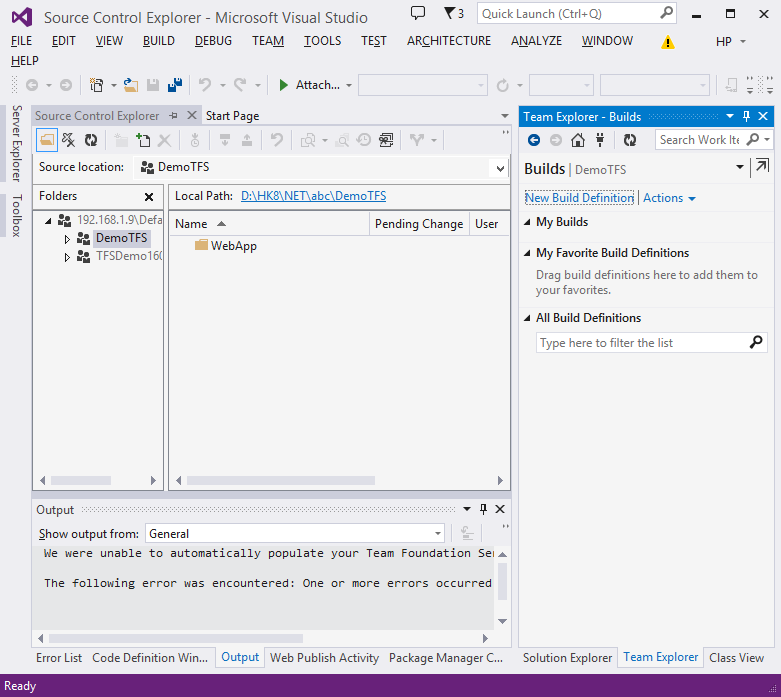 Source Control Explorer - Microsoft Visual Studio
3
Quick Launch (Ctrl+Q)
FILE EDIT VIEW BUILD DEBUG TEAM TOOLS TEST ARCHITECTURE ANALYZE WINDOW HP
HELP
Attach...
Server Explorer
Toolbox
Source Control Explorer Start Page
Source location: DemoTFS
Folders
Local Path: D:\HK8\NET\abc\DemoTFS
192.168.1.9\Defa
DemoTFS
TFSDemo160
Name Pending Change User
WebApp
Output
Show output from: General
We were unable to automatically populate your Team Foundation Se
The following error was encountered: One or more errors occurred
Error List Code Definition Win... Output Web Publish Activity Package Manager C...
Team Explorer - Builds
Search Work Ite
Builds | DemoTFS
New Build Definition | Actions
My Builds
My Favorite Build Definitions
Drag build definitions here to add them to
your favorites.
All Build Definitions
Type here to filter the list
Solution Explorer Team Explorer Class View
Ready